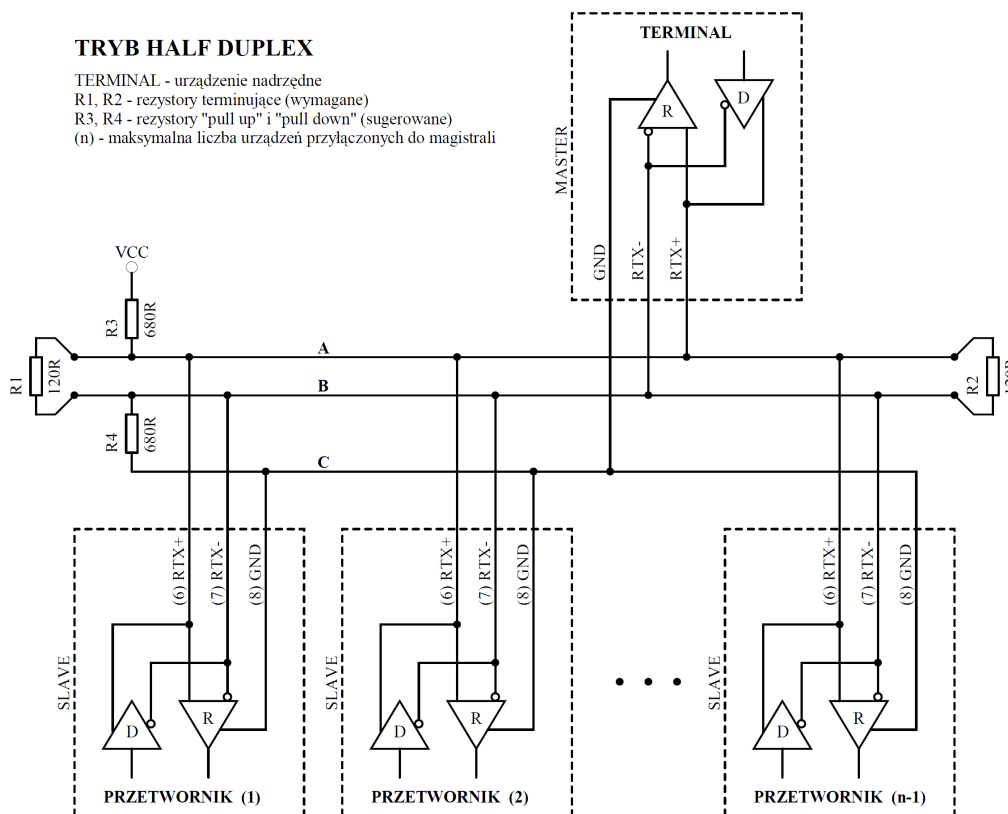 TRYB HALF DUPLEX
TERMINAL - urządzenie nadrzędne
R1, R2 - rezystory terminujące (wymagane)
R3, R4 - rezystory "pull up" i "pull down" (sugerowane)
(n) - maksymalna liczba urządzeń przyłączonych do magistrali
TERMINAL
R
D
MASTER
GND
RTX-
RTX+
VCC
R3
680R
R1
120R
A
B
R2
120R
R4
680R
C
SLAVE
(6) RTX+
(7) RTX-
(8) GND
D
R
PRZETWORNIK (1)
SLAVE
(6) RTX+
(7) RTX-
(8) GND
D
R
PRZETWORNIK (2)
• • •
SLAVE
(6) RTX+
(7) RTX-
(8) GND
D
R
PRZETWORNIK (n-1)